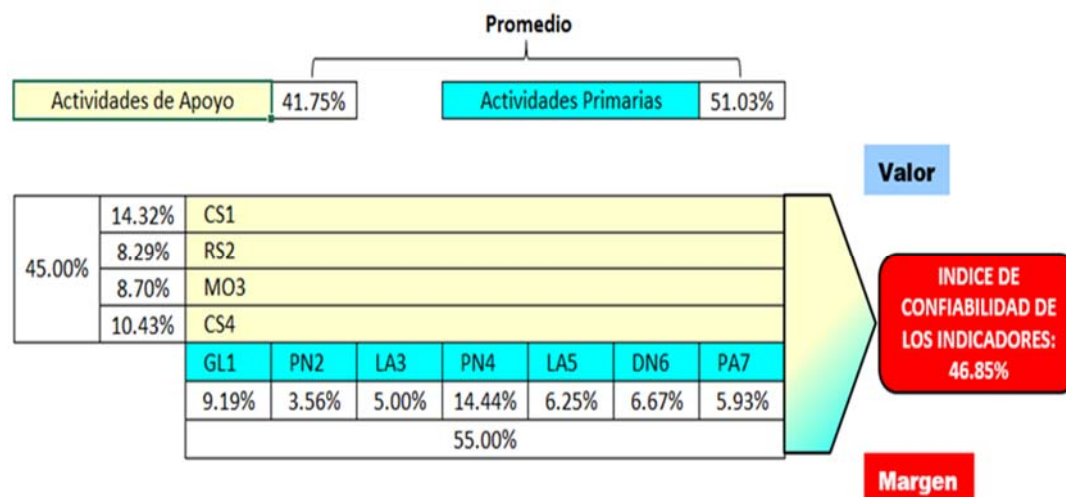 Promedio
Actividades de Apoyo 41.75% Actividades Primarias 51.03%
Valor
45.00%
14.32% CS1
8.29% RS2
8.70% MO3
10.43% CS4
GL1 PN2 LA3 PN4 LA5 DN6 PA7
9.19% 3.56% 5.00% 14.44% 6.25% 6.67% 5.93%
55.00%
INDICE DE
CONFIABILIDAD DE
LOS INDICADORES:
46.85%
Margen